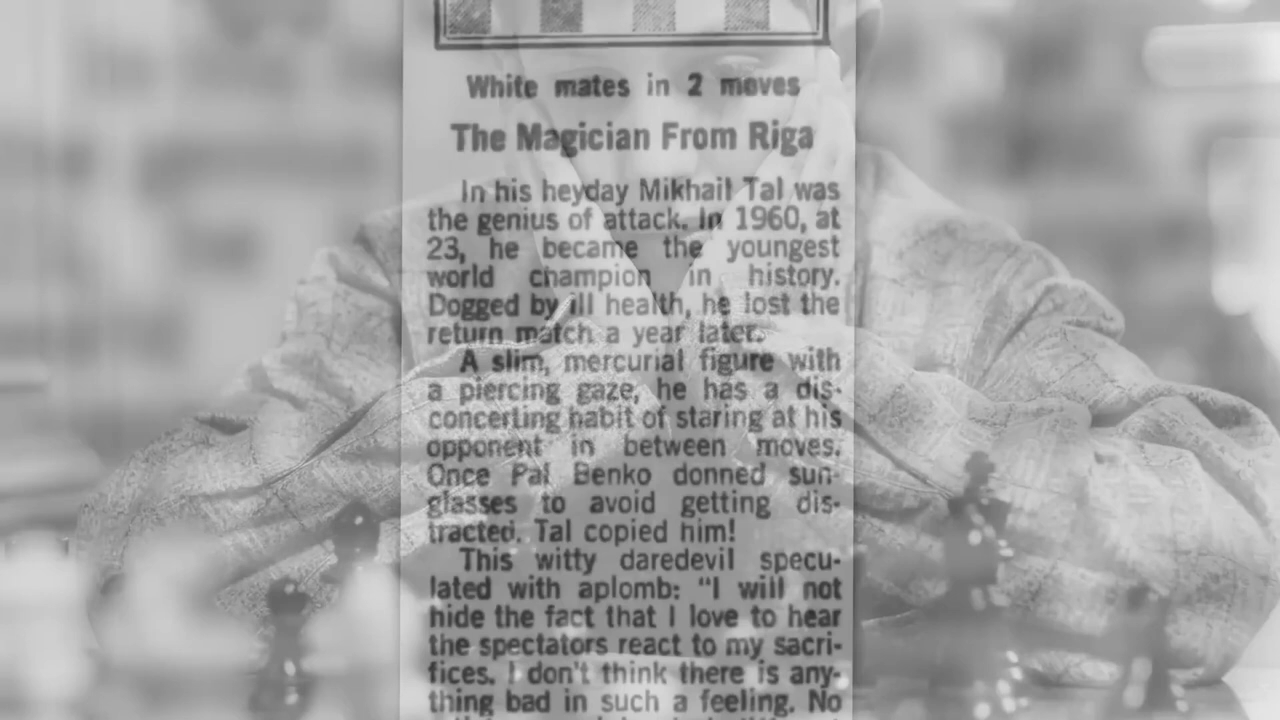 White mates in 2 moves
The Magician From Riga
In his heyday Mikhail Tal was
the genius of attack. In 1960, at
23, he became the youngest
world champion in history.
Dogged by ill health, he lost the
return match a year later.
A slim, mercurial figure with
a piercing gaze, he has a dis-
concerting habit of staring at his
opponent in between moves.
Once Pal Benko donned sun-
glasses to avoid getting dis-
tracted. Tal copied him!
This witty daredevil specu-
lated with aplomb: “I will not
hide the fact that I love to hear
the spectators react to my sacri-
fices. I don't think there is any-
thing bad in such a feeling. No